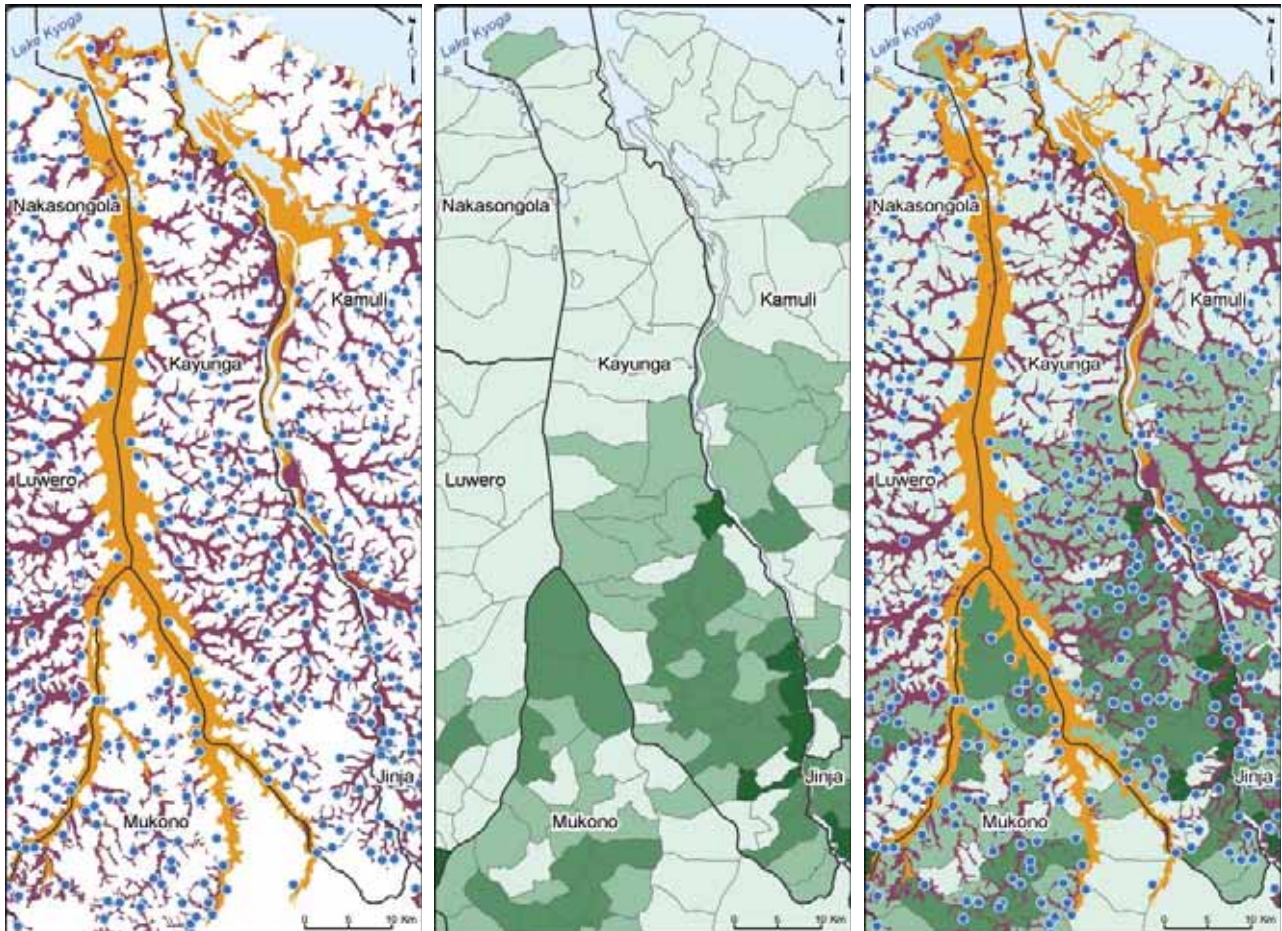 Lake Kyoga
N
Nakasongola
Kamuli
Kayunga
Luwero
Jinja
Mukono
0 5 10 Km
Lake Kyoga
N
Nakasongola
Kamuli
Kayunga
Luwero
Jinja
Mukono
0 5 10 Km
Lake Kyoga
N
Nakasongola
Kamuli
Kayunga
Luwero
Jinja
Mukono
0 5 10 Km